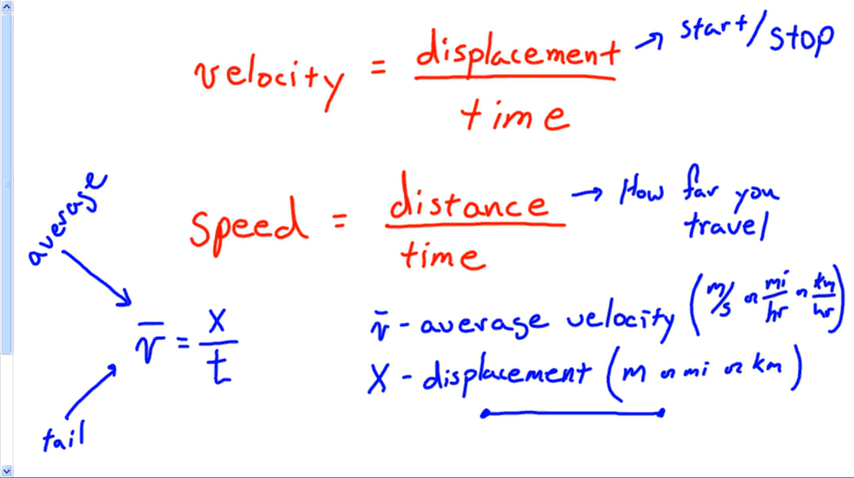 velocity = displacement / time → start/stop
speed = distance / time → How far you travel
average
v̄ = x / t
tail
v̄ - average velocity (m/s or mi/hr or km/hr)
X - displacement (m or mi or km)